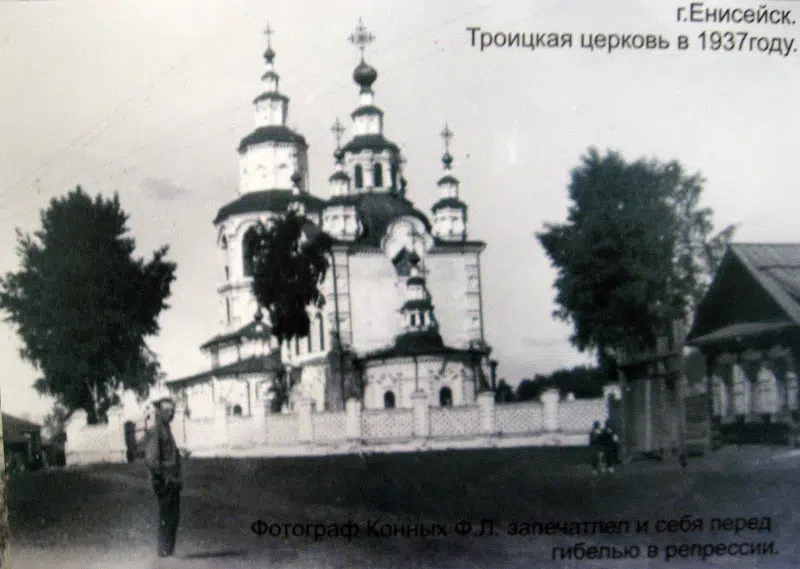 г.Енисейск.
Троицкая церковь в 1937году.
Фотограф Конных Ф.Л. запечатлел и себя перед
гибелью в репрессии.